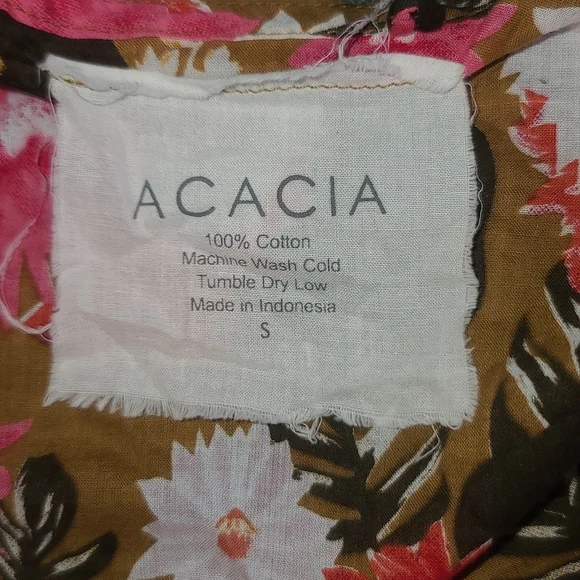 ACACIA
100% Cotton
Machine Wash Cold
Tumble Dry Low
Made in Indonesia
S